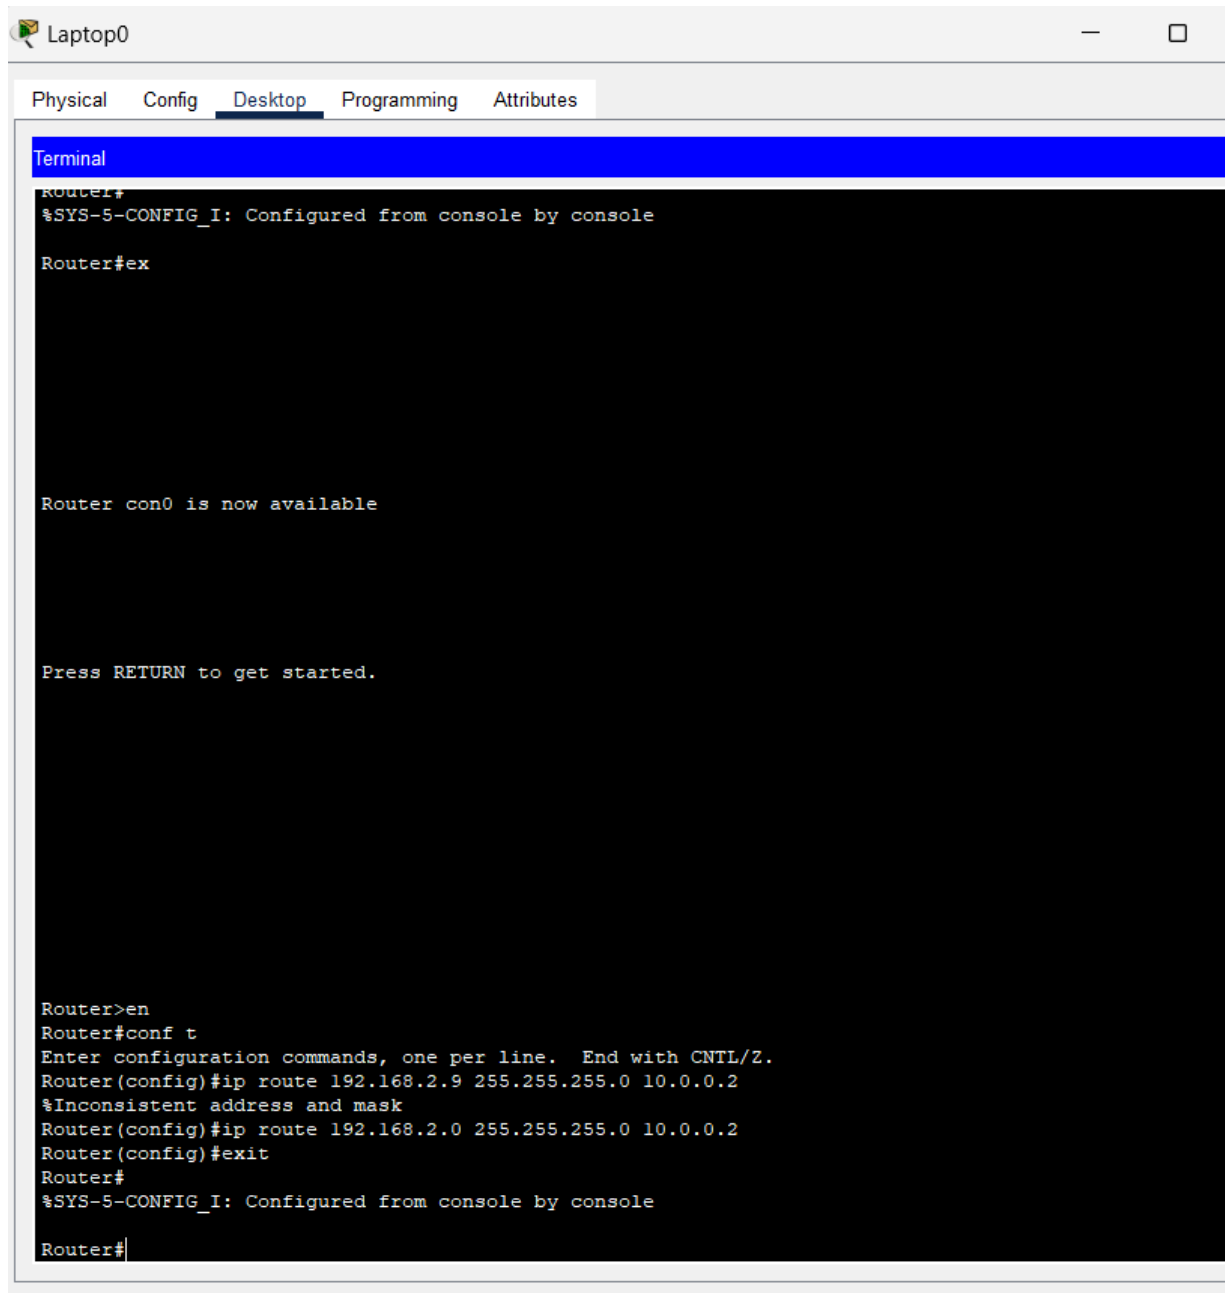 Laptop0
Physical Config Desktop Programming Attributes
Terminal
Router#
%SYS-5-CONFIG_I: Configured from console by console
Router#ex
Router con0 is now available
Press RETURN to get started.
Router>en
Router#conf t
Enter configuration commands, one per line.  End with CNTL/Z.
Router(config)#ip route 192.168.2.9 255.255.255.0 10.0.0.2
%Inconsistent address and mask
Router(config)#ip route 192.168.2.0 255.255.255.0 10.0.0.2
Router(config)#exit
Router#
%SYS-5-CONFIG_I: Configured from console by console
Router#